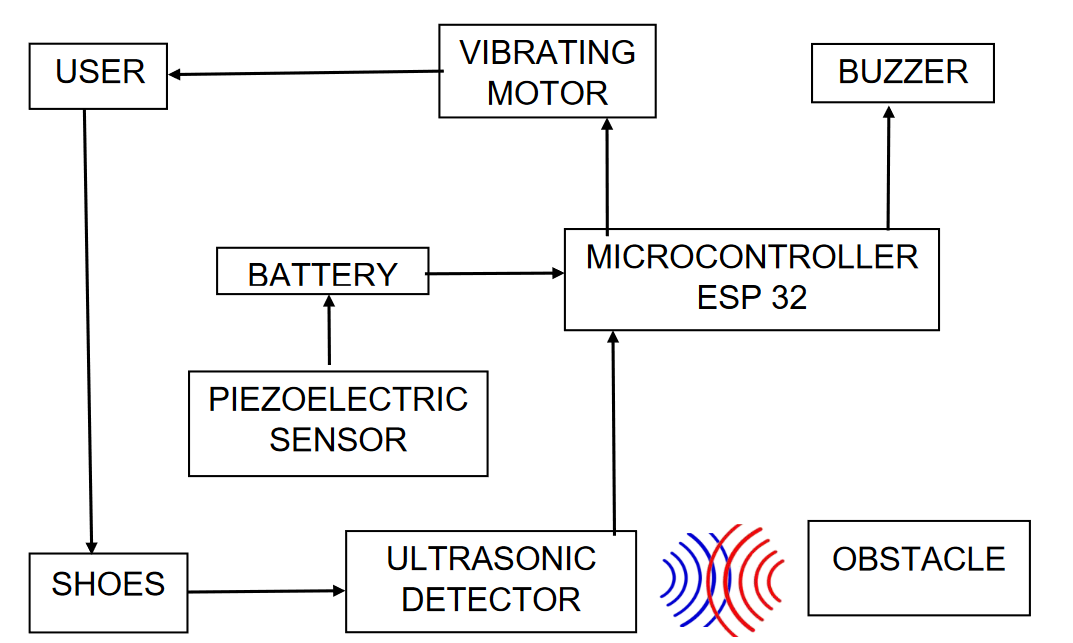 USER
VIBRATING
MOTOR
BUZZER
BATTERY
MICROCONTROLLER
ESP 32
PIEZOELECTRIC
SENSOR
SHOES
ULTRASONIC
DETECTOR
OBSTACLE